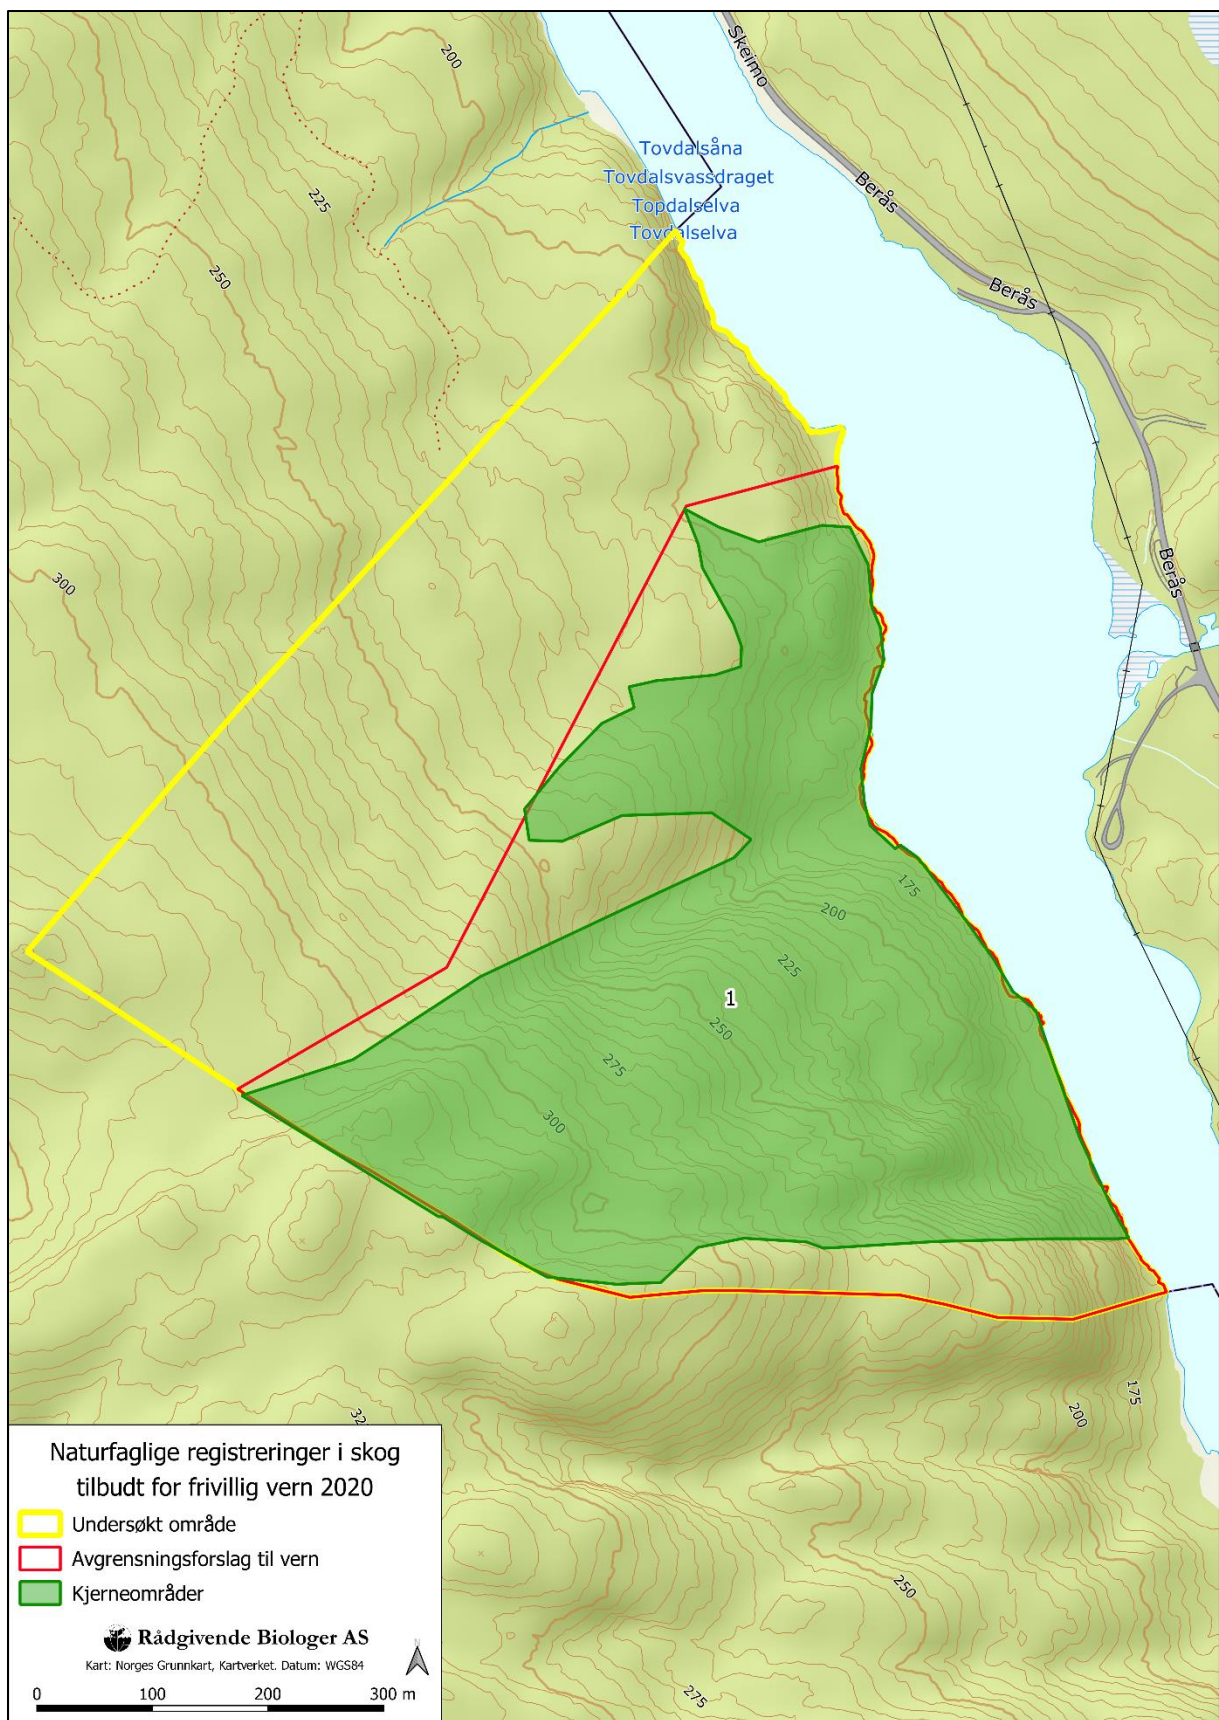 200
Skeimo
Tovdalsåna
Tovdalsvassdraget
Topdalselva
Tovdalselva
Berås
225
250
Berås
300
Berås
175
200
225
1
250
275
300
175
200
32
250
275
Naturfaglige registreringer i skog
tilbudt for frivillig vern 2020
Undersøkt område
Avgrensningsforslag til vern
Kjerneområder
Rådgivende Biologer AS
Kart: Norges Grunnkart, Kartverket. Datum: WGS84
N
0 100 200 300 m